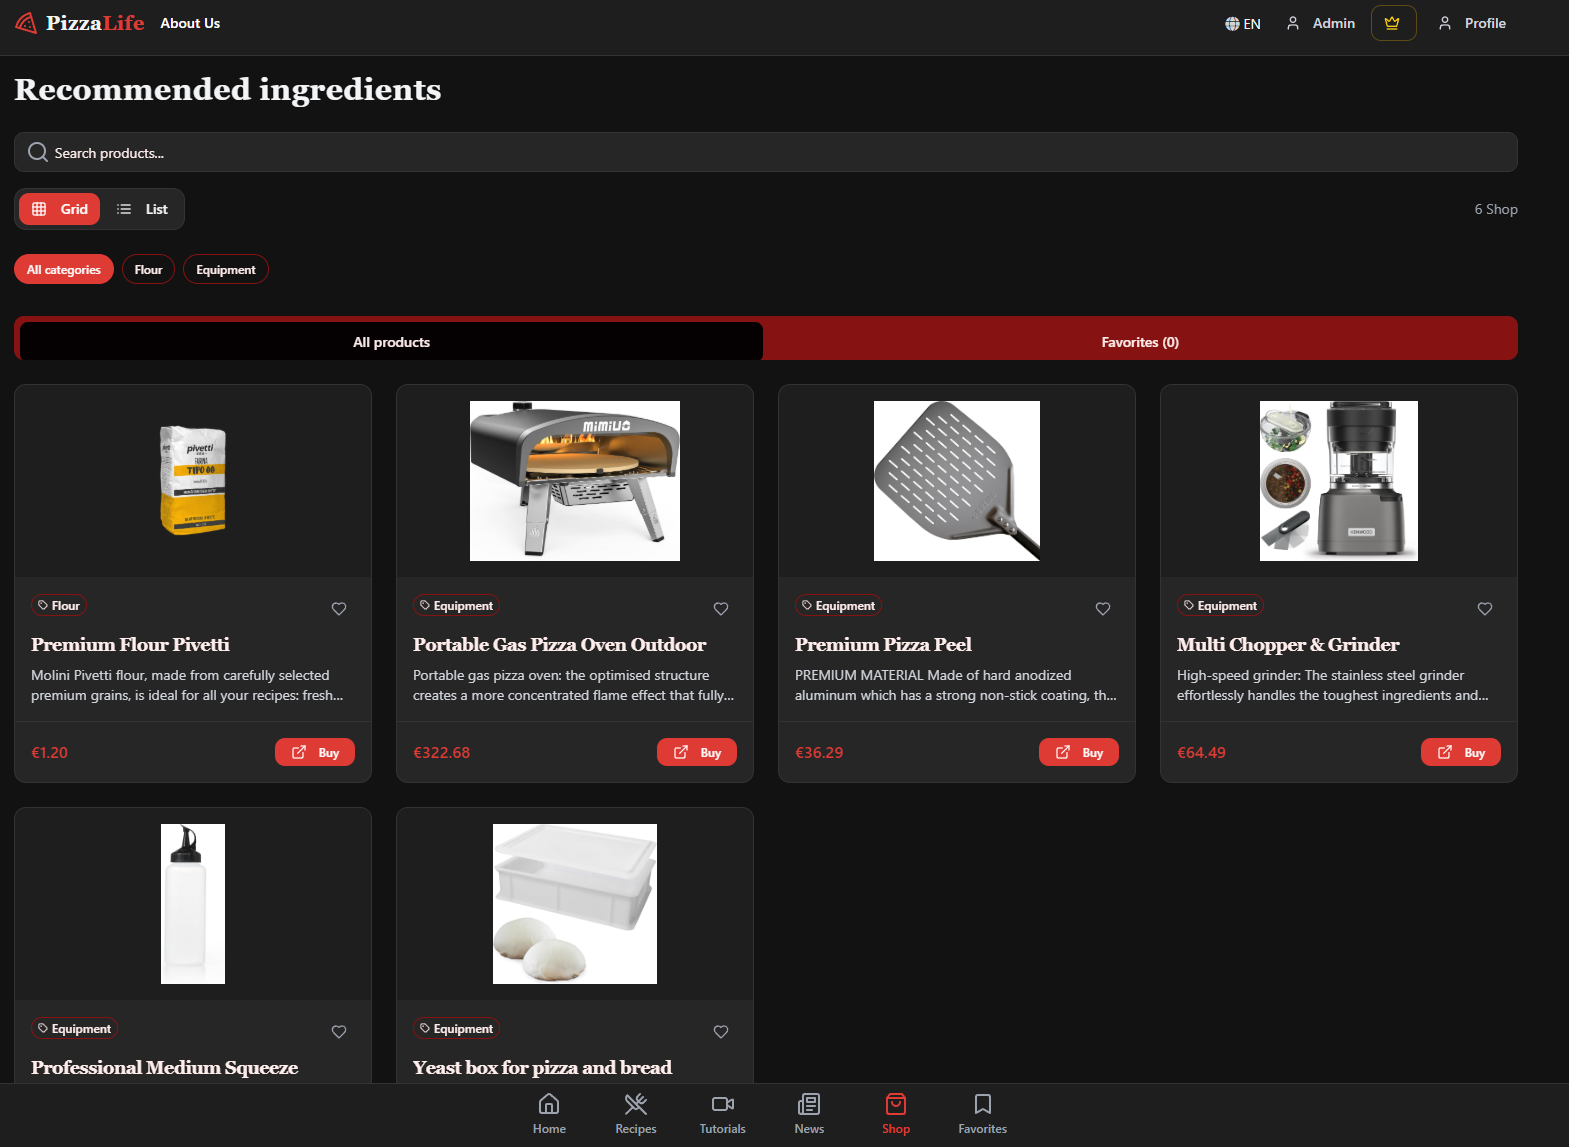 PizzaLife
About Us
EN
Admin
Profile
Recommended ingredients
Search products...
Grid
List
6 Shop
All categories
Flour
Equipment
All products
Favorites (0)
pivetti
FARINA
TIPO 00
mimiuo
KENWOOD
Flour
Equipment
Equipment
Equipment
Premium Flour Pivetti
Portable Gas Pizza Oven Outdoor
Premium Pizza Peel
Multi Chopper & Grinder
Molini Pivetti flour, made from carefully selected
premium grains, is ideal for all your recipes: fresh...
Portable gas pizza oven: the optimised structure
creates a more concentrated flame effect that fully...
PREMIUM MATERIAL Made of hard anodized
aluminum which has a strong non-stick coating, th...
High-speed grinder: The stainless steel grinder
effortlessly handles the toughest ingredients and...
€1.20
Buy
€322.68
Buy
€36.29
Buy
€64.49
Buy
Equipment
Equipment
Professional Medium Squeeze
Yeast box for pizza and bread
Home
Recipes
Tutorials
News
Shop
Favorites